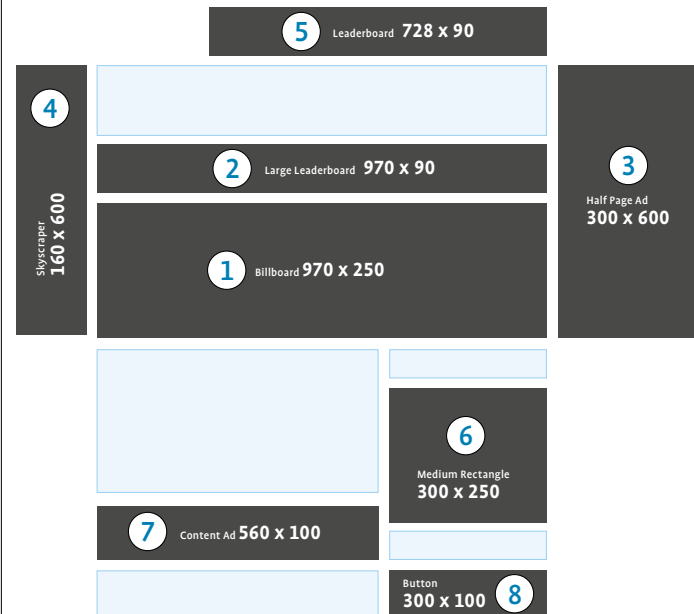 5 Leaderboard 728 x 90
4
Skyscraper
160 x 600
2 Large Leaderboard 970 x 90
3
Half Page Ad
300 x 600
1 Billboard 970 x 250
6
Medium Rectangle
300 x 250
7 Content Ad 560 x 100
Button
300 x 100 8